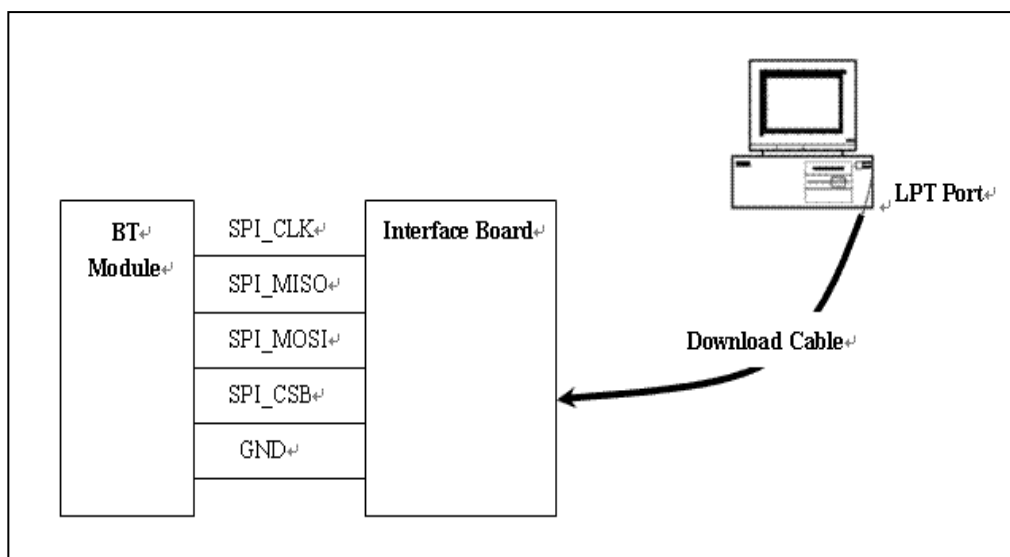 BT
Module
SPI_CLK
SPI_MISO
SPI_MOSI
SPI_CSB
GND
Interface Board
LPT Port
Download Cable